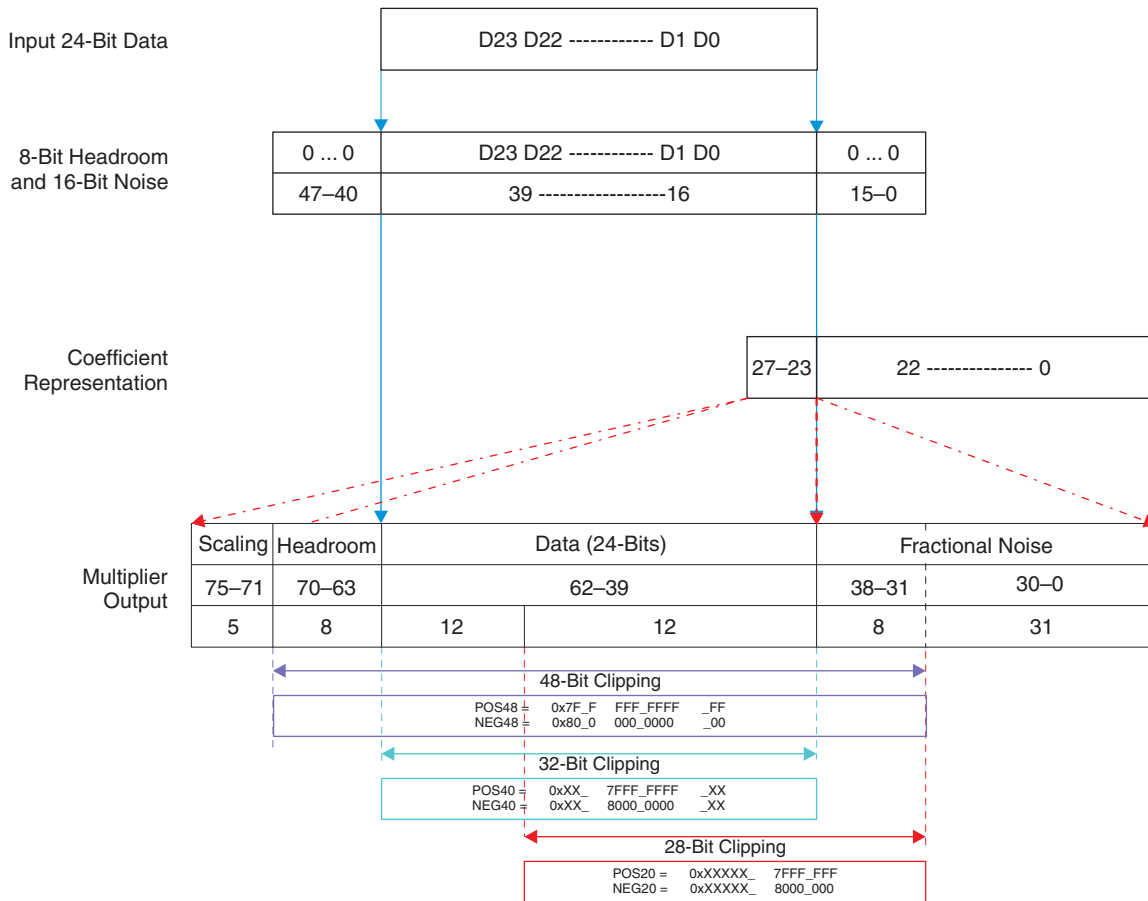 Input 24-Bit Data
D23 D22 ------------ D1 D0
8-Bit Headroom
and 16-Bit Noise
0 ... 0 D23 D22 ------------ D1 D0 0 ... 0
47–40 39 ------------------16 15–0
Coefficient
Representation
27–23 22 --------------- 0
Scaling Headroom Data (24-Bits) Fractional Noise
Multiplier
Output
75–71 70–63 62–39 38–31 30–0
5 8 12 12 8 31
48-Bit Clipping
POS48 = 0x7F_F FFF_FFFF _FF
NEG48 = 0x80_0 000_0000 _00
32-Bit Clipping
POS40 = 0xXX_ 7FFF_FFFF _XX
NEG40 = 0xXX_ 8000_0000 _XX
28-Bit Clipping
POS20 = 0xXXXXX_ 7FFF_FFF
NEG20 = 0xXXXXX_ 8000_000